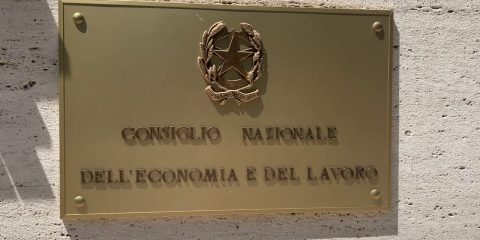 CONSIGLIO NAZIONALE
DELL'ECONOMIA E DEL LAVORO